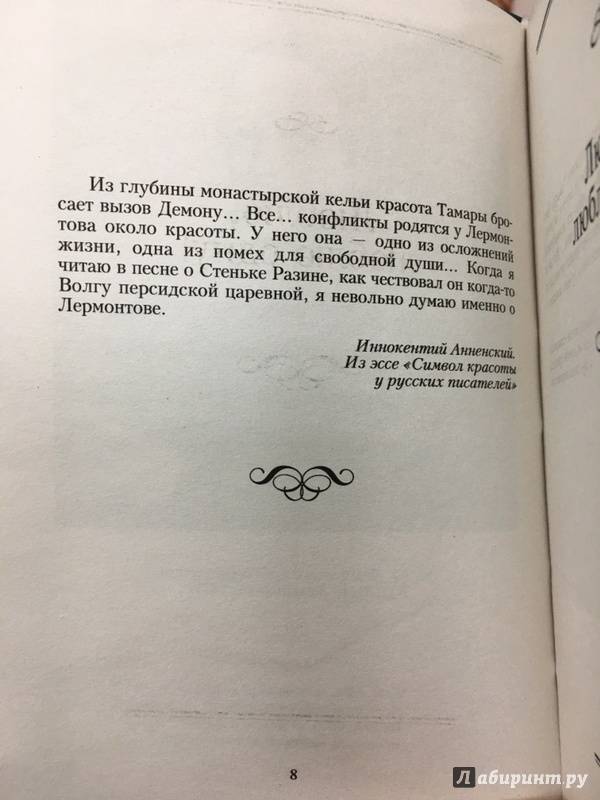 Из глубины монастырской кельи красота Тамары бро-
сает вызов Демону... Все... конфликты родятся у Лермон-
това около красоты. У него она — одно из осложнений
жизни, одна из помех для свободной души... Когда я
читаю в песне о Стеньке Разине, как чествовал он когда-то
Волгу персидской царевной, я невольно думаю именно о
Лермонтове.
Иннокентий Анненский.
Из эссе «Символ красоты
у русских писателей»
8
Лабиринт.ру